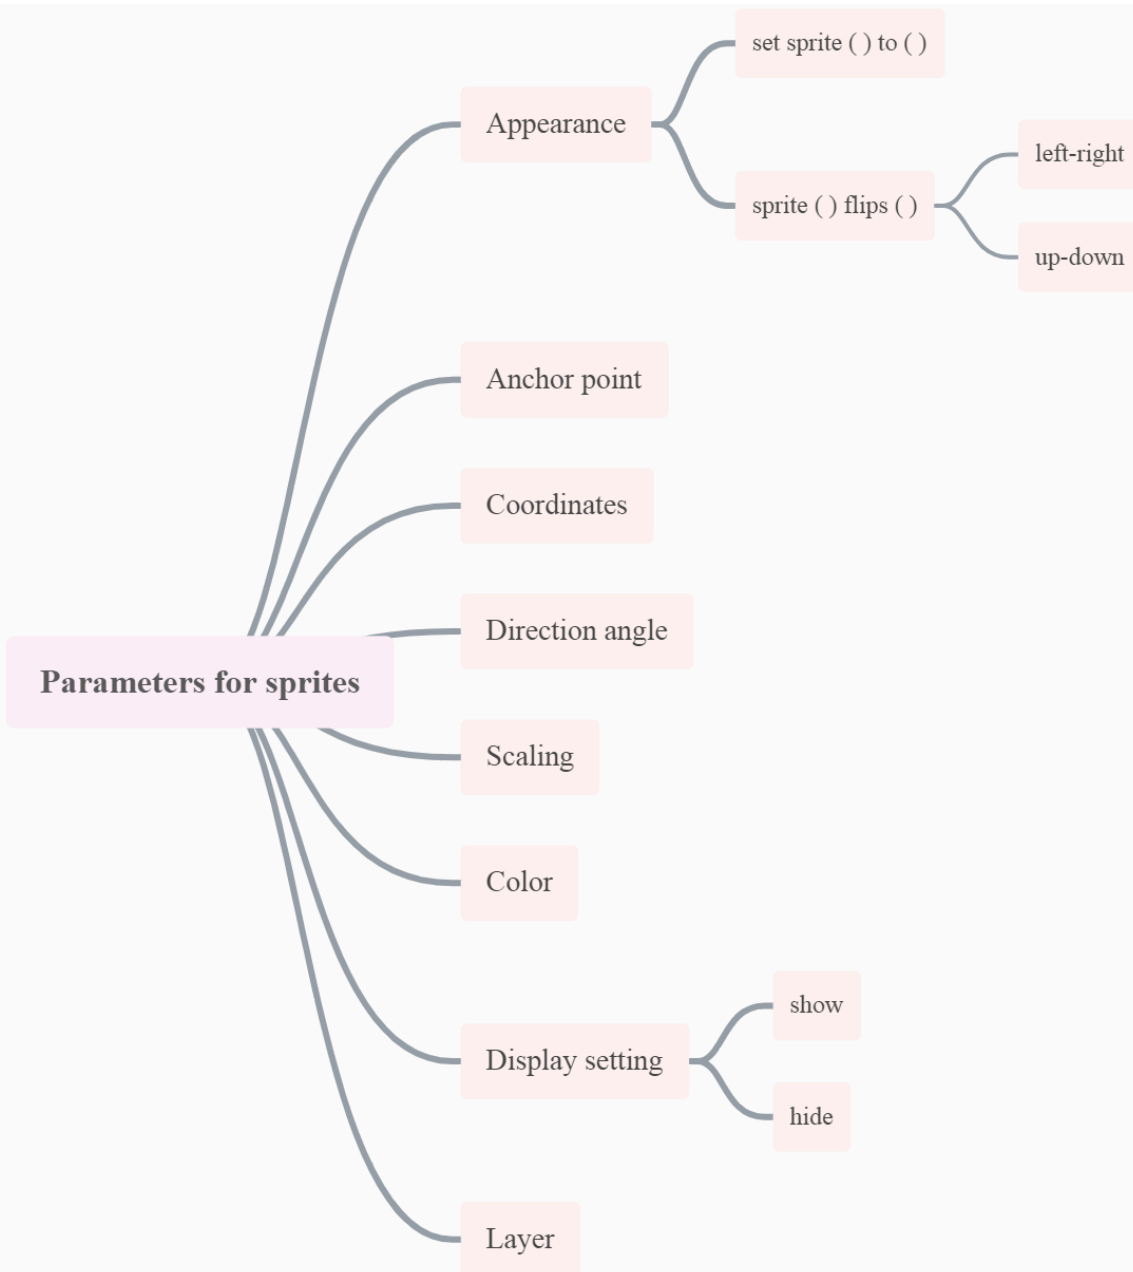 set sprite ( ) to ( )
Appearance
left-right
sprite ( ) flips ( )
up-down
Anchor point
Coordinates
Direction angle
Parameters for sprites
Scaling
Color
show
Display setting
hide
Layer